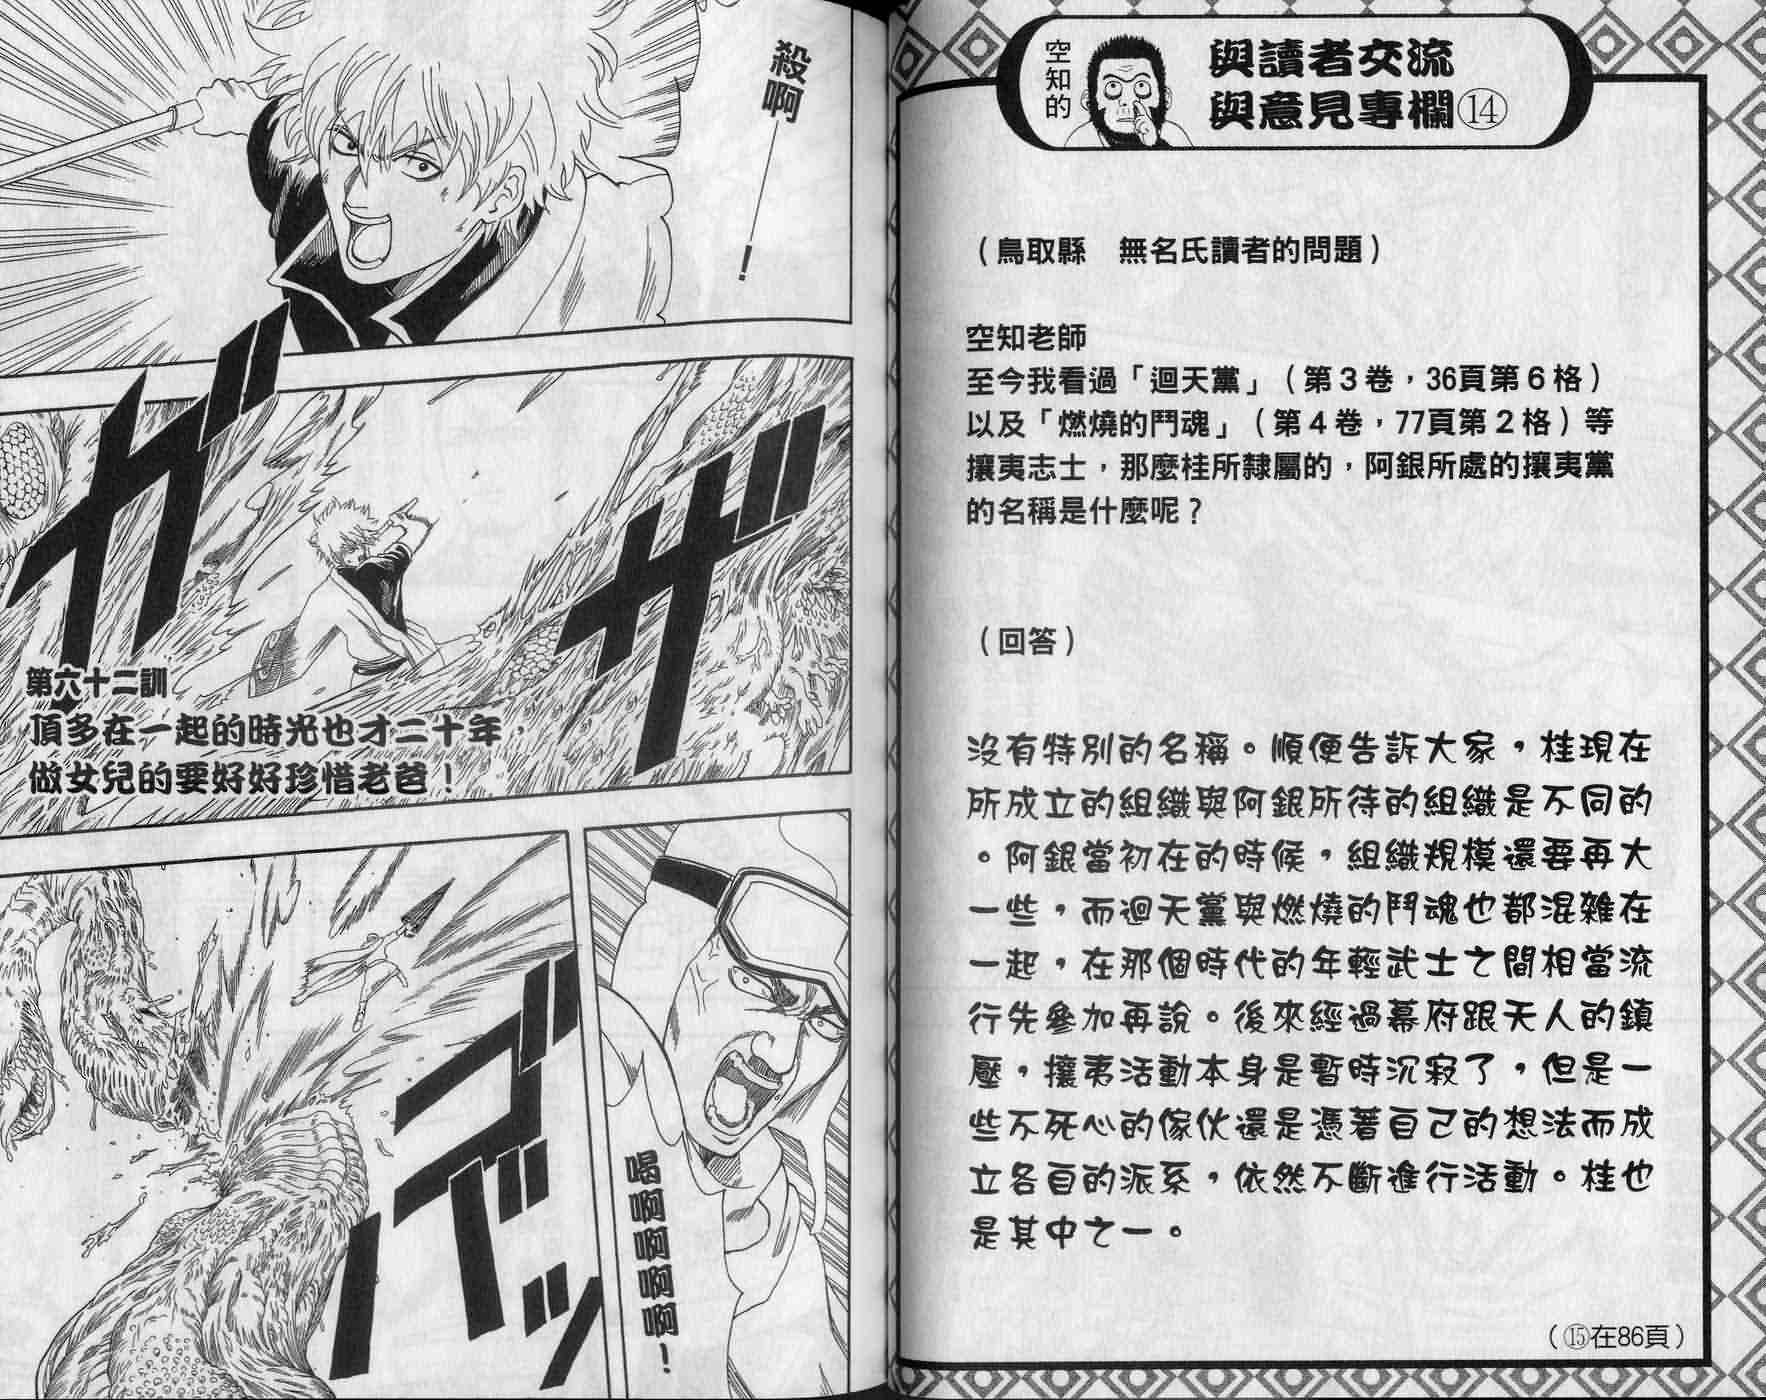 空知的
與讀者交流
與意見專欄⑭
（鳥取縣　無名氏讀者的問題）
空知老師
至今我看過「迴天黨」（第３卷，36頁第６格）
以及「燃燒的鬥魂」（第４卷，77頁第２格）等
攘夷志士，那麼桂所隸屬的，阿銀所處的攘夷黨
的名稱是什麼呢？
（回答）
沒有特別的名稱。順便告訴大家，桂現在
所成立的組織與阿銀所待的組織是不同的
。阿銀當初在的時候，組織規模還要再大
一些，而迴天黨與燃燒的鬥魂也都混雜在
一起，在那個時代的年輕武士之間相當流
行先參加再說。後來經過幕府跟天人的鎮
壓，攘夷活動本身是暫時沉寂了，但是一
些不死心的傢伙還是憑著自己的想法而成
立各自的派系，依然不斷進行活動。桂也
是其中之一。
（⑮在86頁）
殺啊——！
ザ
ガ
第六十二訓
頂多在一起的時光也才二十年，
做女兒的要好好珍惜老爸！
喝啊啊啊啊啊！
ゴゴッ